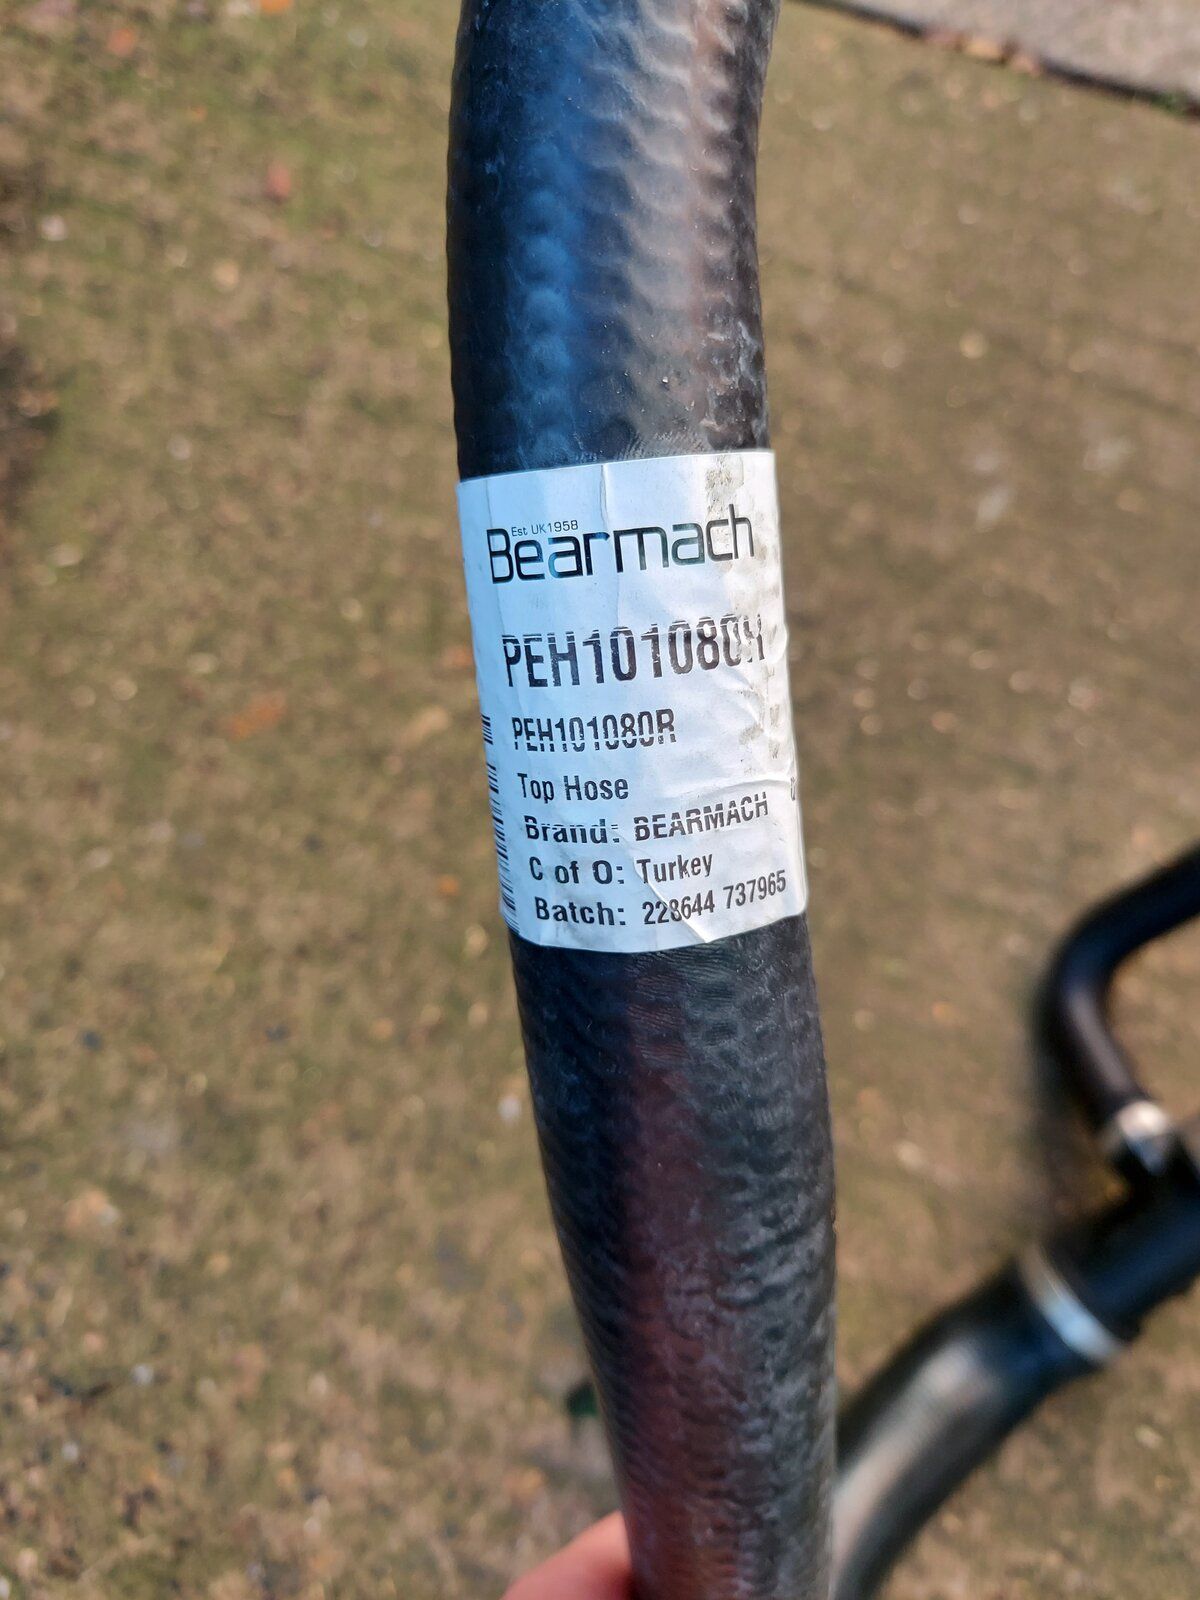 Est UK1958
Bearmach
PEH101080R
PEH101080R
Top Hose
Brand: BEARMACH
C of O: Turkey
Batch: 228644 737965